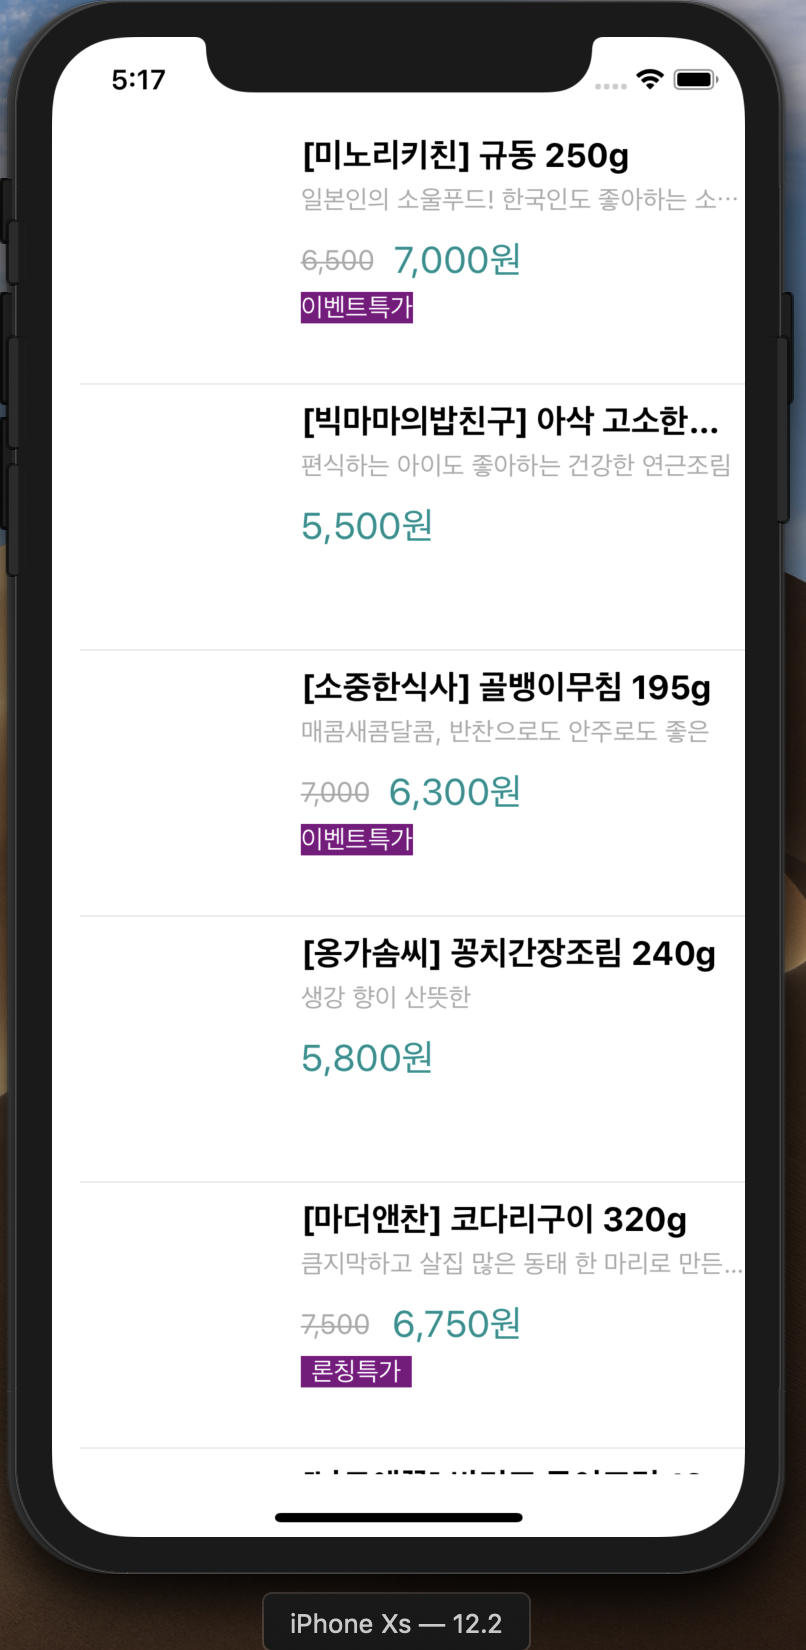 5:17
[미노리키친] 규동 250g
일본인의 소울푸드! 한국인도 좋아하는 소…
6,500 7,000원
이벤트특가
[빅마마의밥친구] 아삭 고소한...
편식하는 아이도 좋아하는 건강한 연근조림
5,500원
[소중한식사] 골뱅이무침 195g
매콤새콤달콤, 반찬으로도 안주로도 좋은
7,000 6,300원
이벤트특가
[옹가솜씨] 꽁치간장조림 240g
생강 향이 산뜻한
5,800원
[마더앤찬] 코다리구이 320g
큼지막하고 살집 많은 동태 한 마리로 만든...
7,500 6,750원
론칭특가
iPhone Xs — 12.2